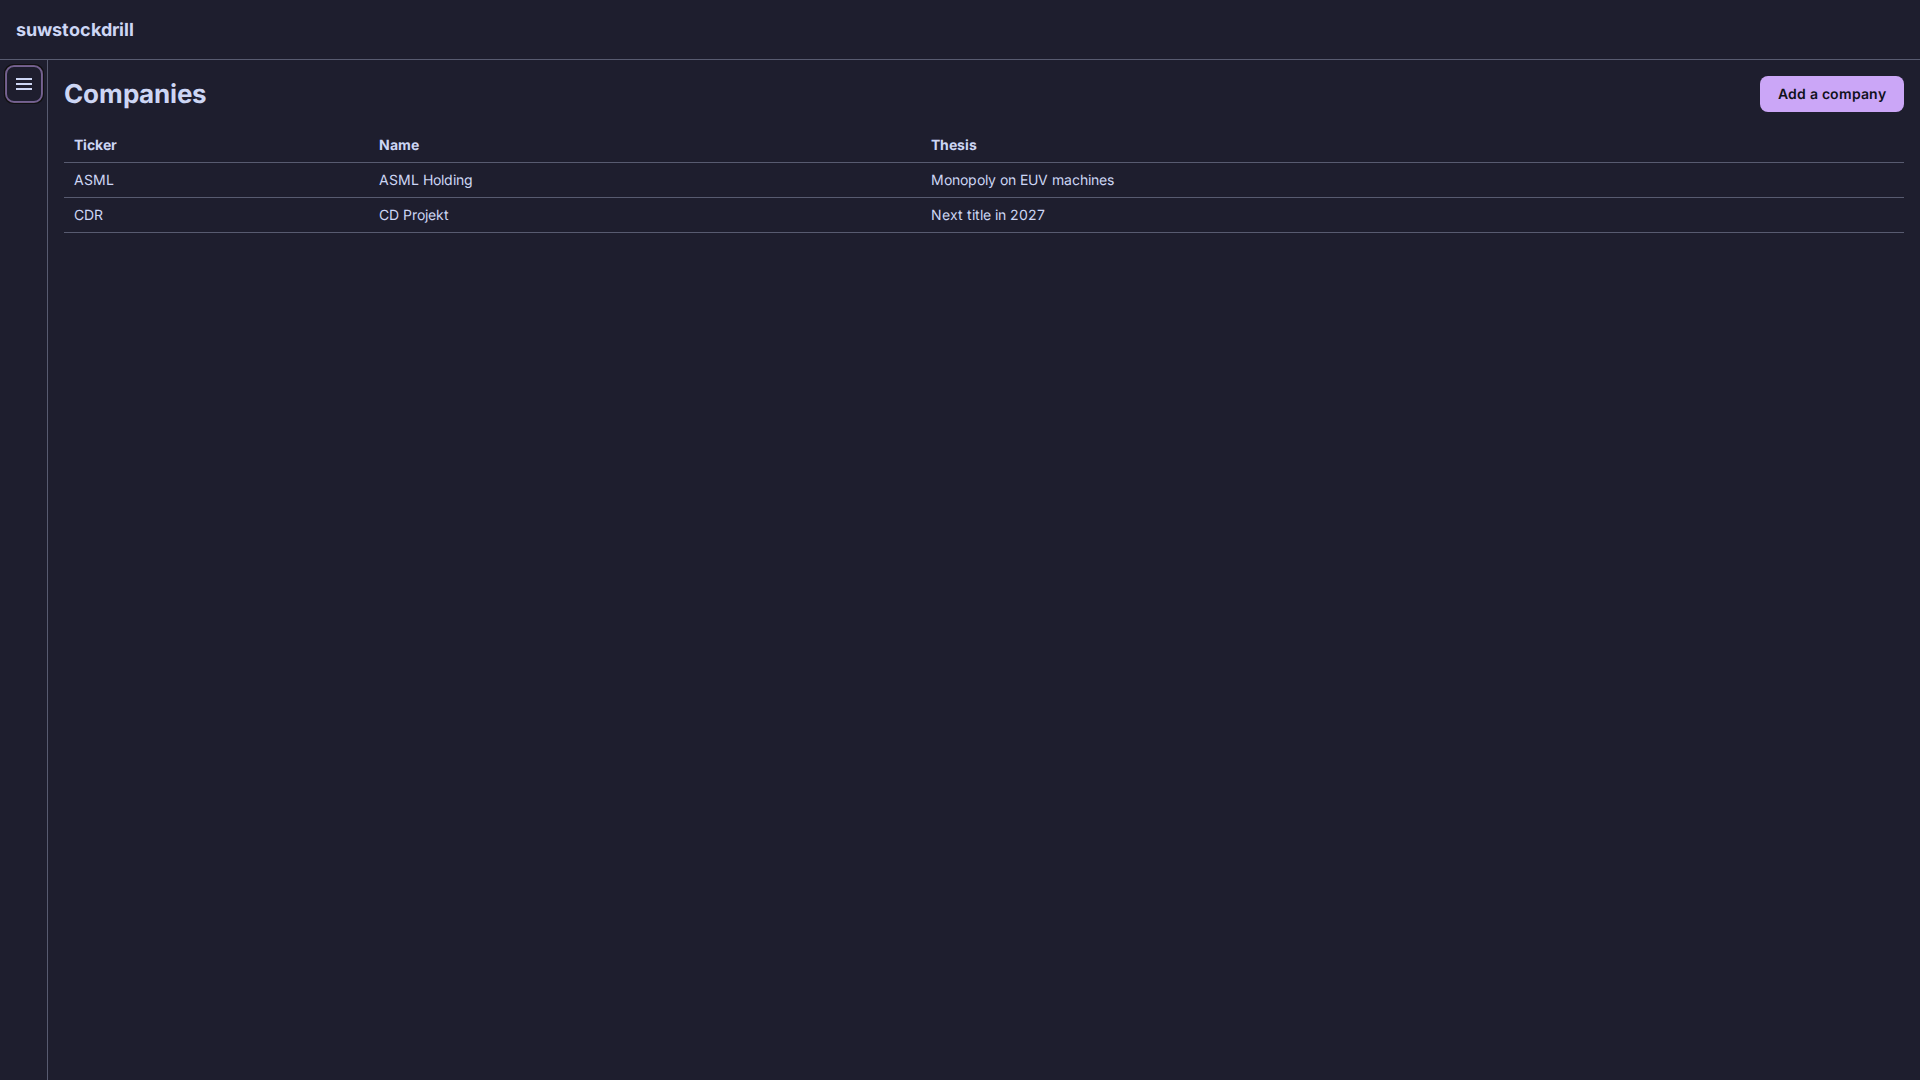 suwstockdrill
Companies
Add a company
Ticker Name Thesis
ASML ASML Holding Monopoly on EUV machines
CDR CD Projekt Next title in 2027